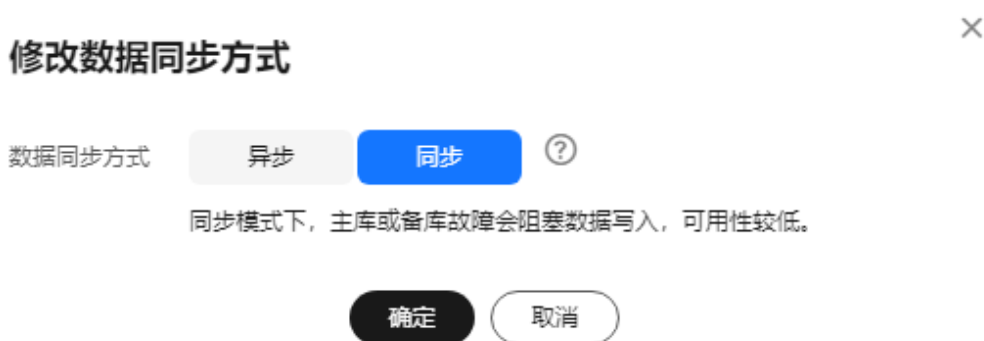 修改数据同步方式
数据同步方式 异步 同步
同步模式下，主库或备库故障会阻塞数据写入，可用性较低。
确定 取消